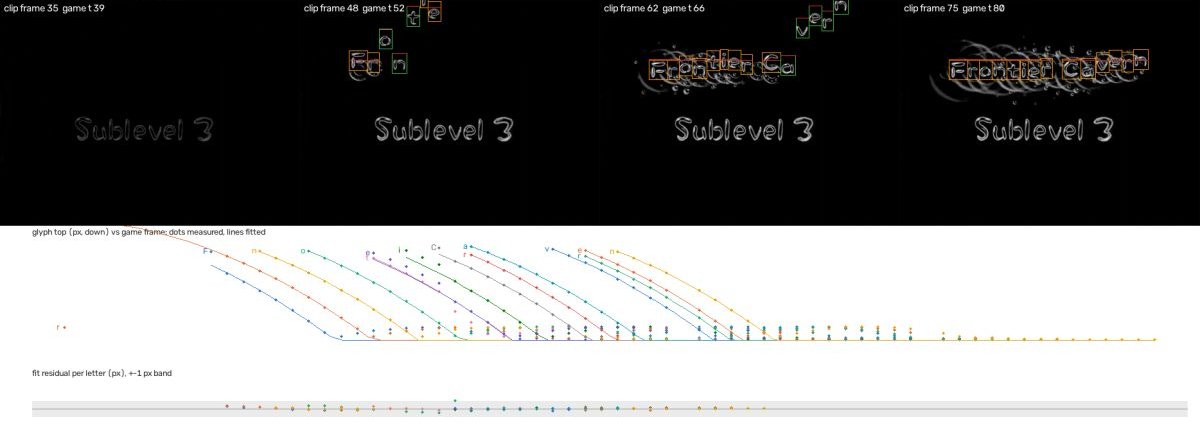 clip frame 35 game t 39
clip frame 48 game t 52
clip frame 62 game t 66
clip frame 75 game t 80
Sublevel 3
F r o n t i e
Sublevel 3
Frontier Ca v e r n
Sublevel 3
Frontier Cavern
Sublevel 3
glyph top (px, down) vs game frame; dots measured, lines fitted
F n o e t i C a r v e r n
r
fit residual per letter (px), +-1 px band